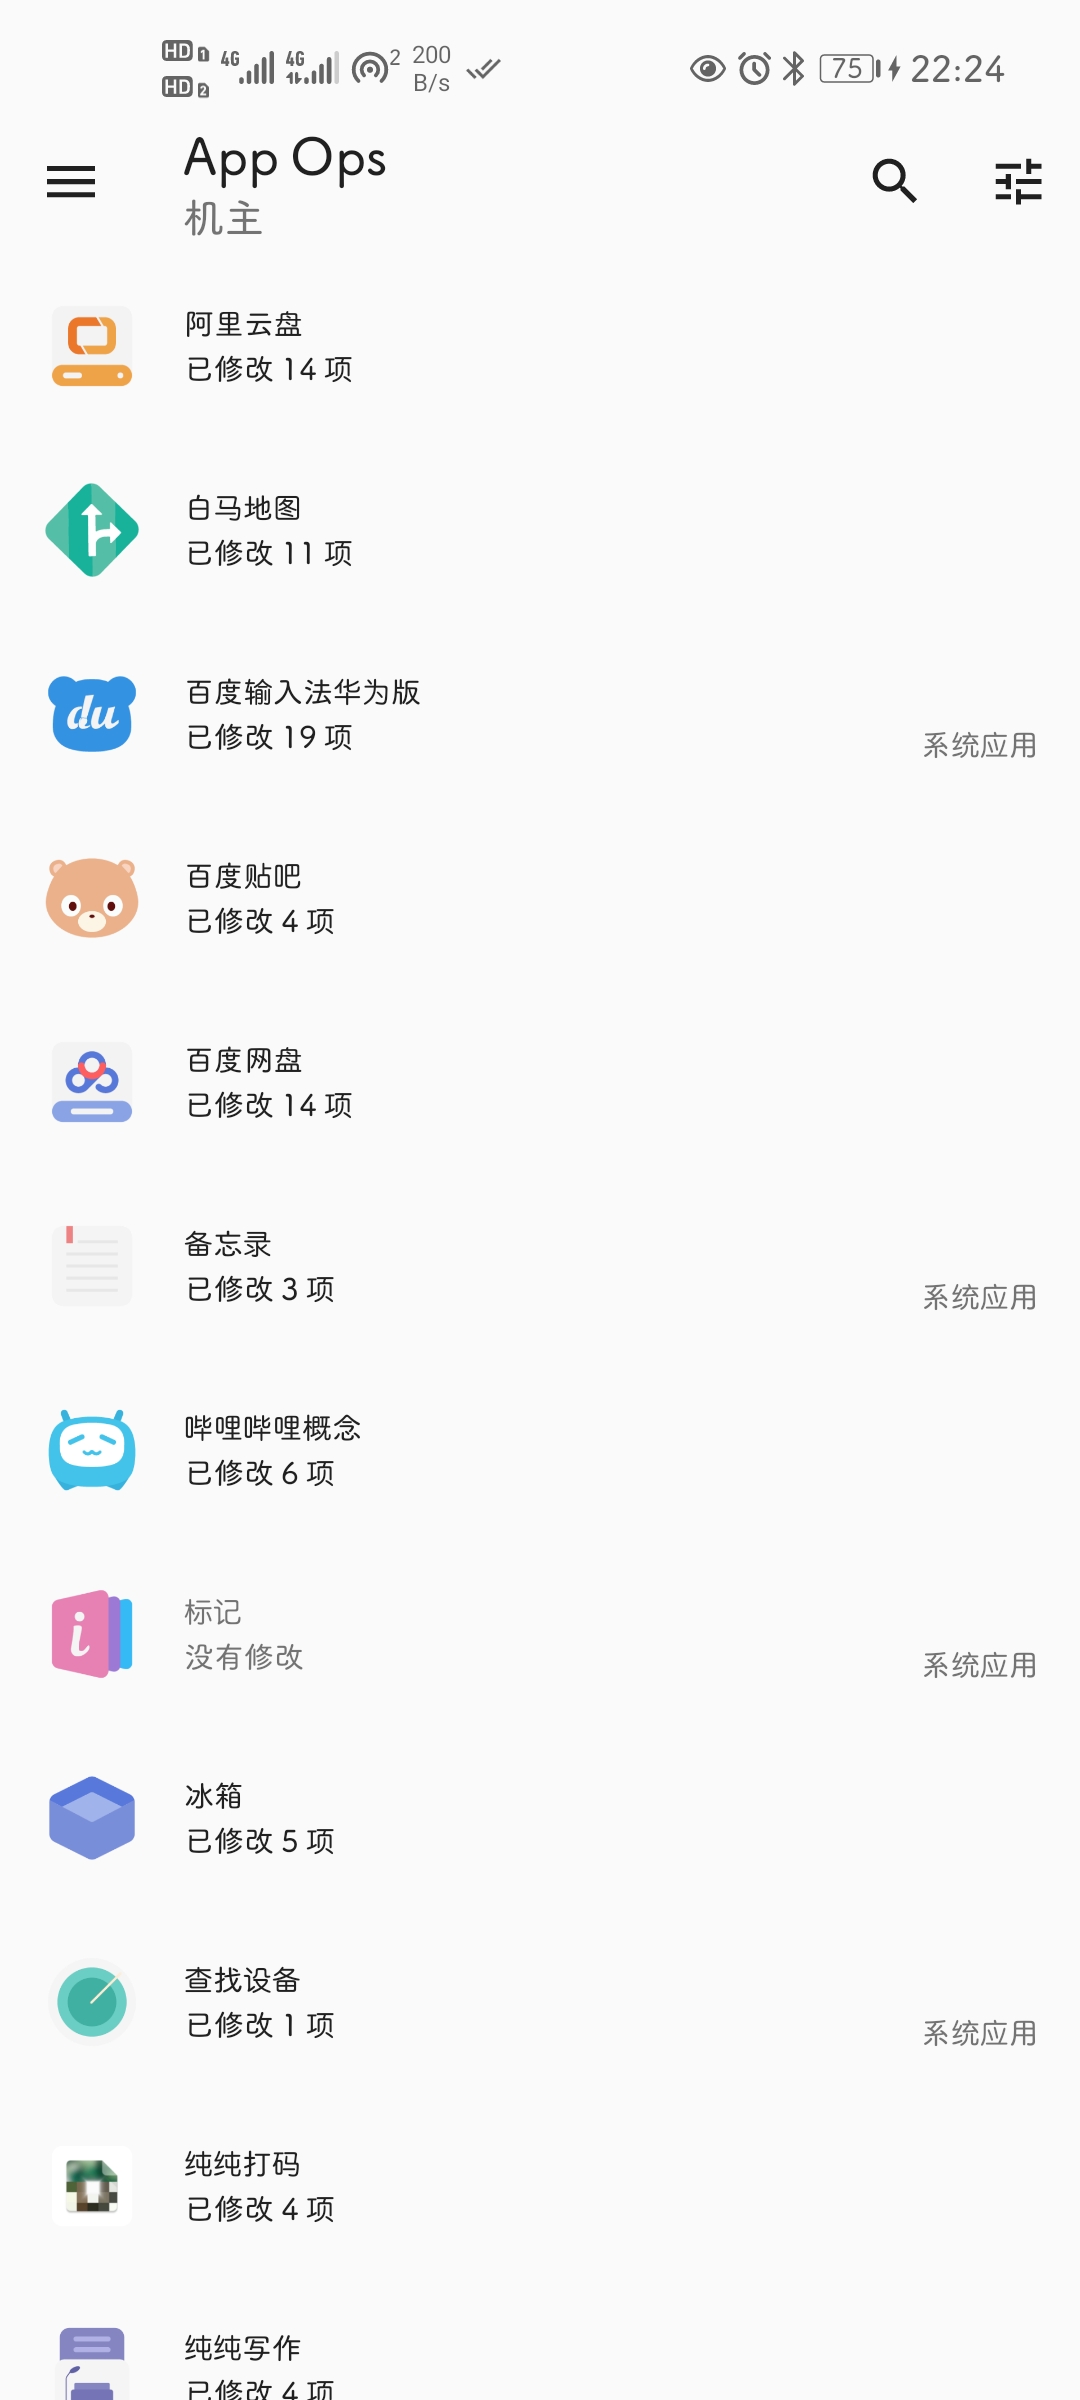 HD 1 4G 4G 2 200 75 22:24
HD 2 B/s
App Ops
机主
阿里云盘
已修改 14 项
白马地图
已修改 11 项
du
百度输入法华为版
已修改 19 项
系统应用
百度贴吧
已修改 4 项
百度网盘
已修改 14 项
备忘录
已修改 3 项
系统应用
哔哩哔哩概念
已修改 6 项
i
标记
没有修改
系统应用
冰箱
已修改 5 项
查找设备
已修改 1 项
系统应用
纯纯打码
已修改 4 项
纯纯写作
已修改 4 项